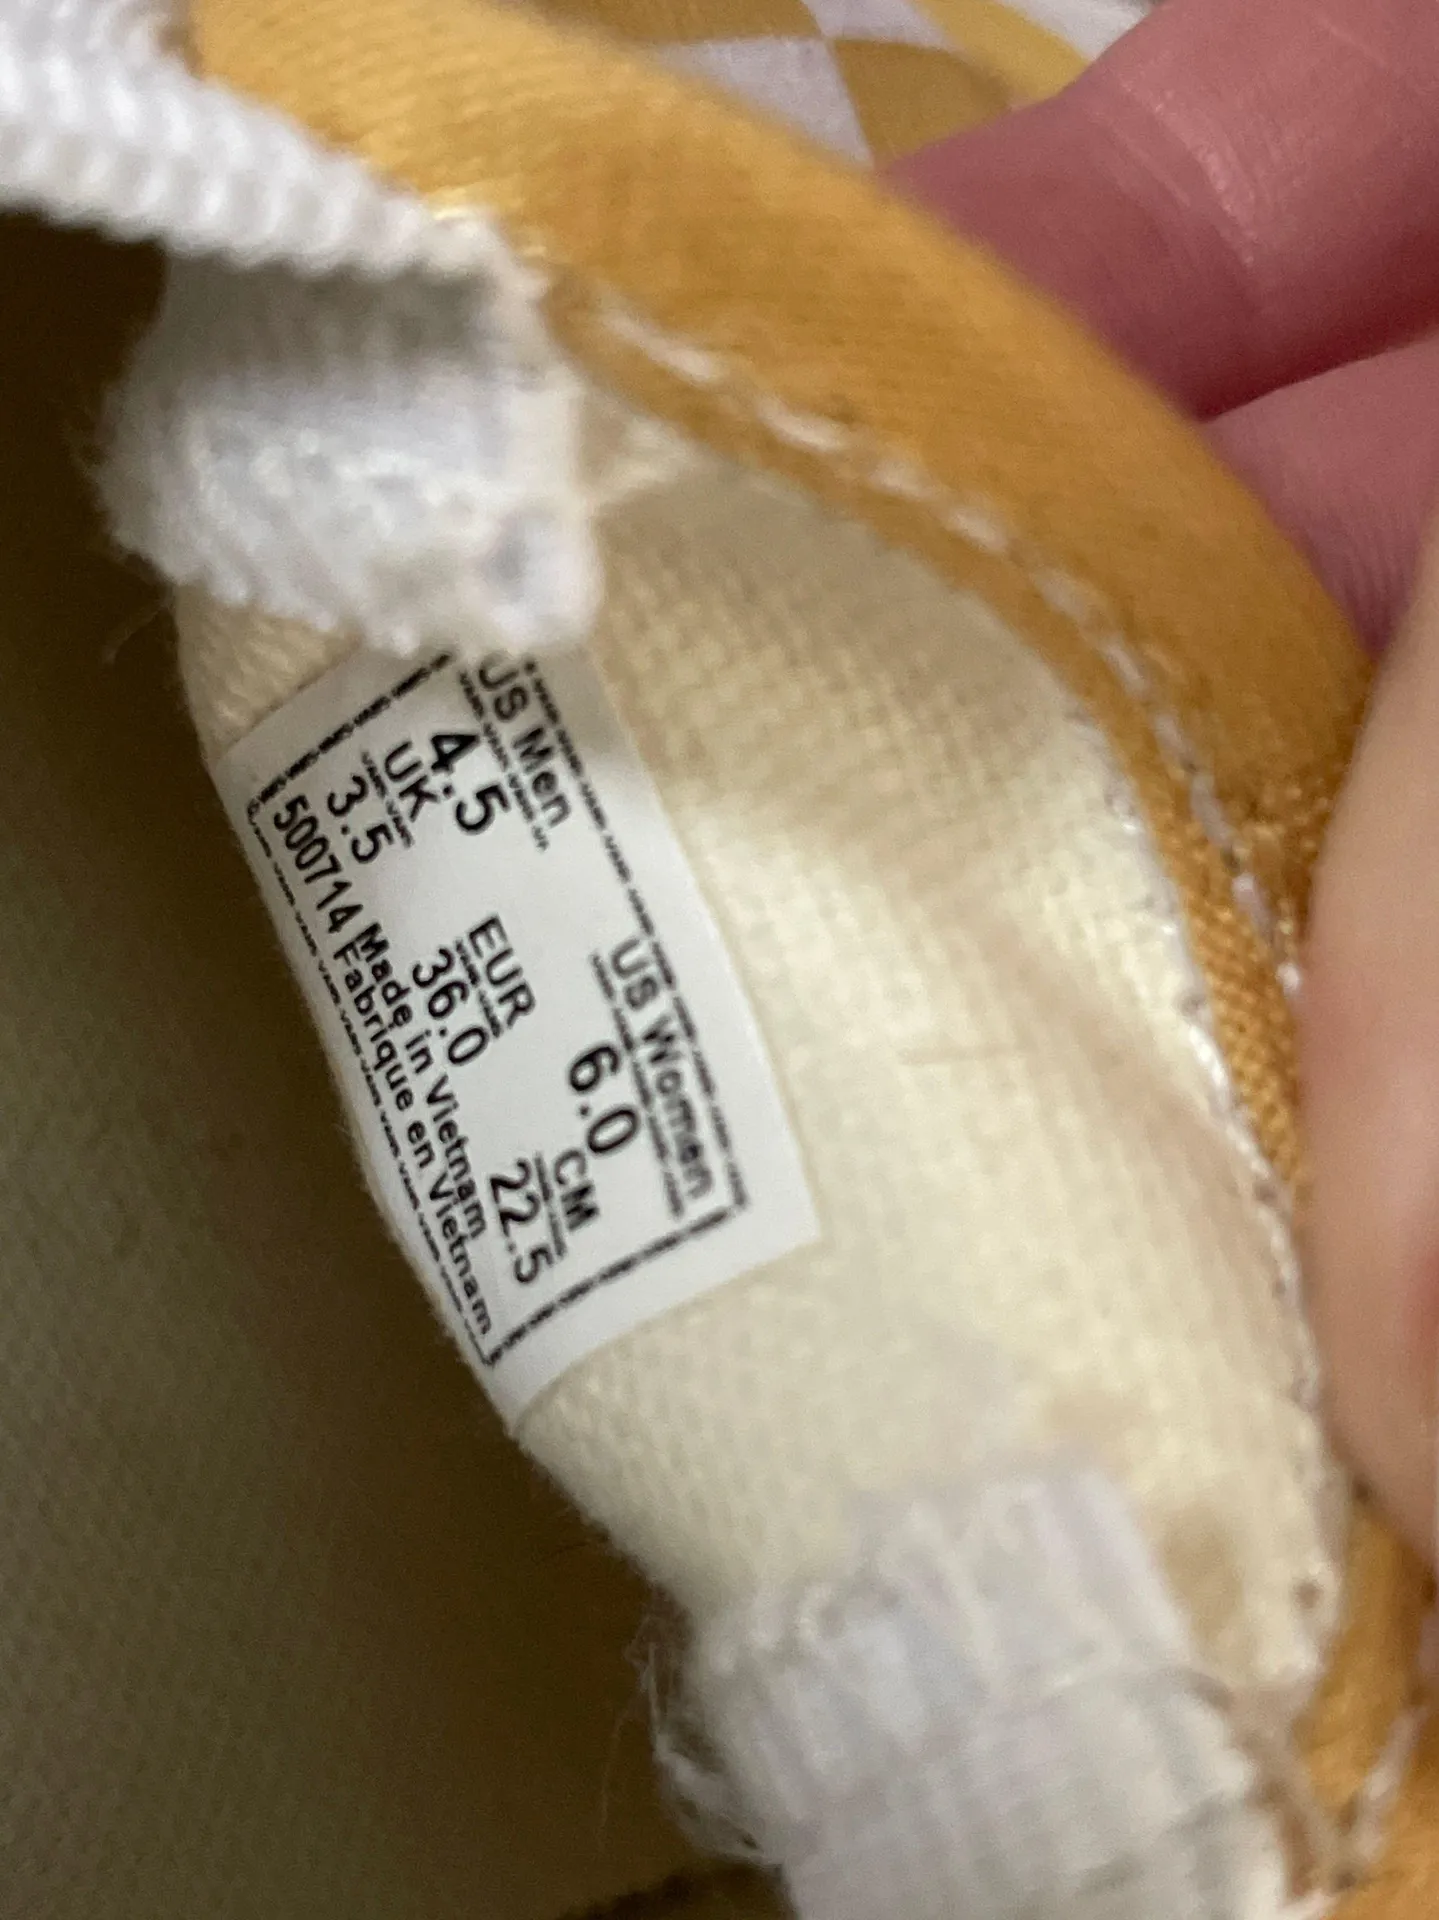 US Men US Women
4.5 6.0
UK EUR CM
3.5 36.0 22.5
500714 Made in Vietnam
Fabrique en Vietnam